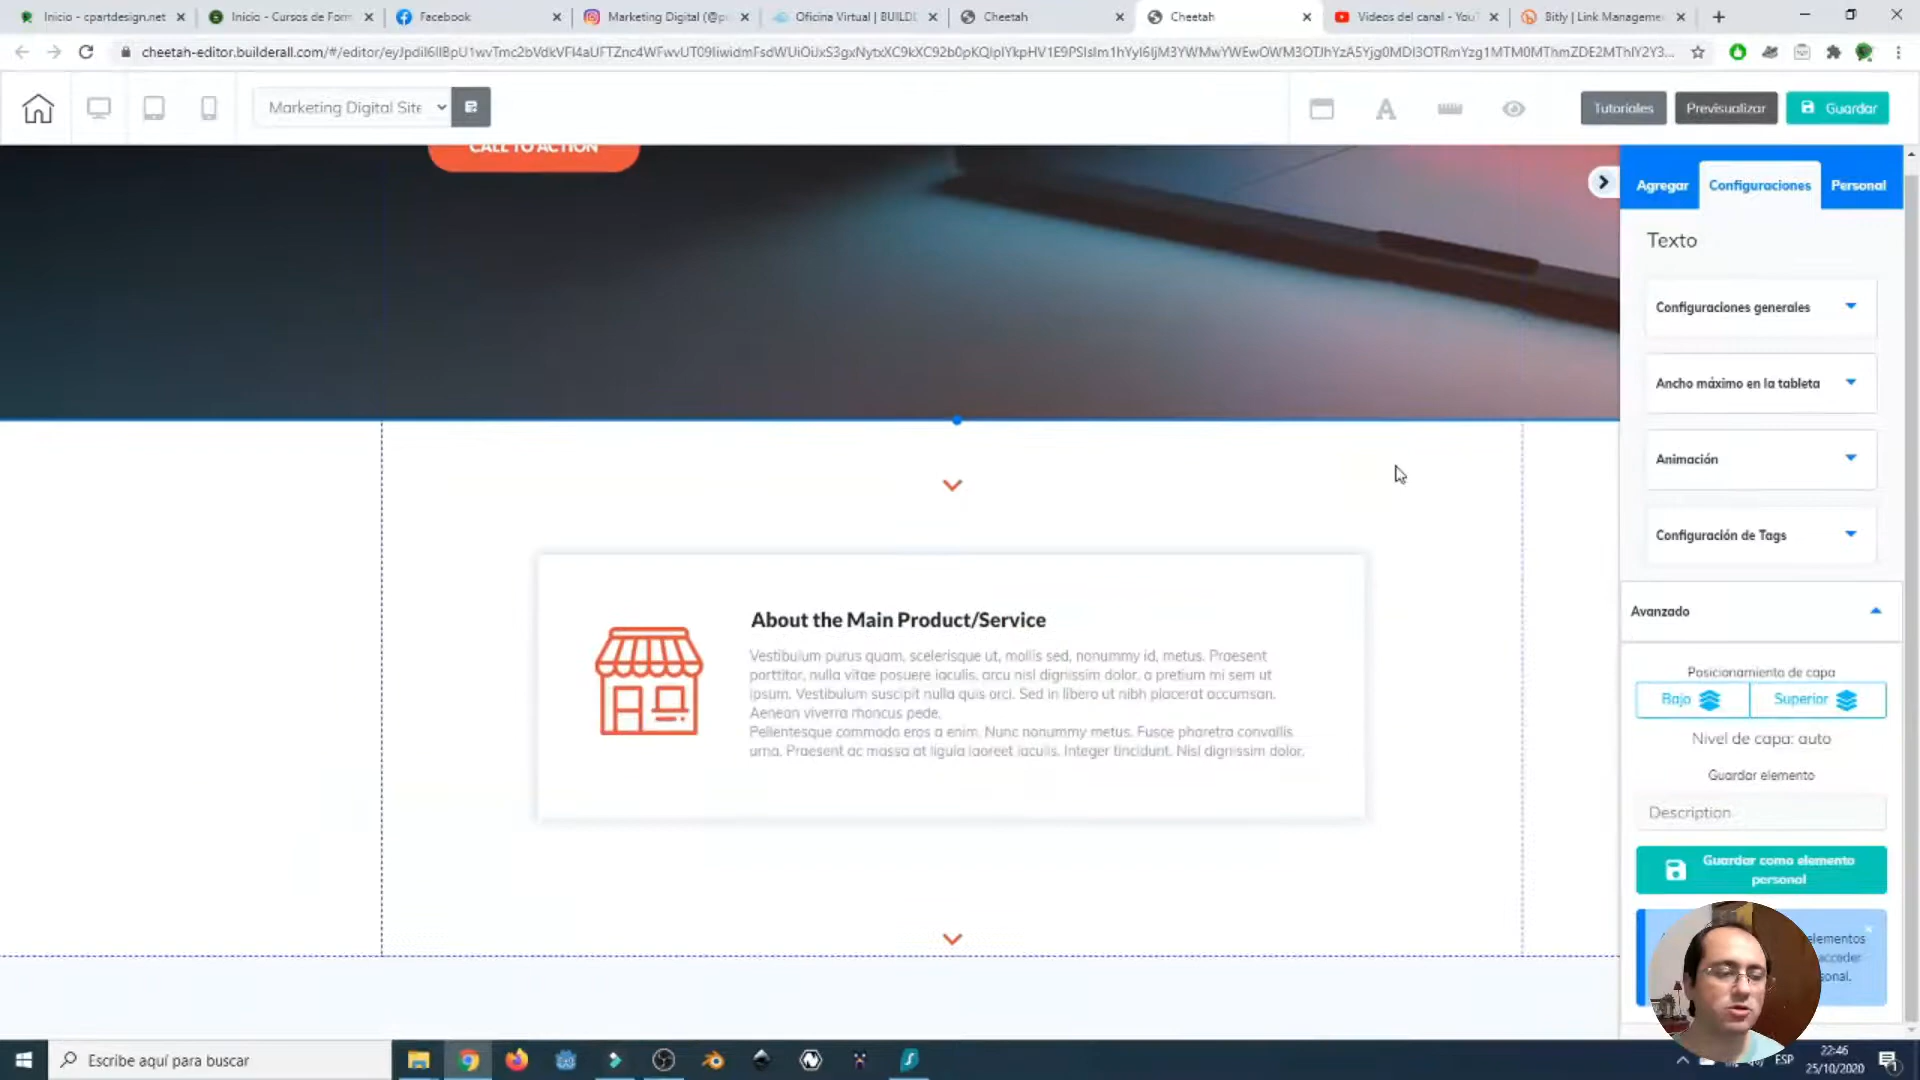 Inicio - cpartdesign.net
Inicio - Cursos de Form
Facebook
Marketing Digital (@p
Oficina Virtual | BUILD
Cheetah
Cheetah
Videos del canal - YouT
Bitly | Link Manageme
Marketing Digital Site
Tutoriales
Previsualizar
Guardar
CALL TO ACTION
Agregar
Configuraciones
Personal
Texto
Configuraciones generales
Ancho máximo en la tableta
Animación
Configuración de Tags
Avanzado
Posicionamiento de capa
Bajo
Superior
Nivel de capa: auto
Guardar elemento
Description
Guardar como elemento
personal
elementos
acceder
sonal.
About the Main Product/Service
Vestibulum purus quam, scelerisque ut, mollis sed, nonummy id, metus. Praesent
porttitor, nulla vitae posuere iaculis, arcu nisl dignissim dolor, a pretium mi sem ut
ipsum. Vestibulum suscipit nulla quis orci. Sed in libero ut nibh placerat accumsan.
Aenean viverra rhoncus pede.
Pellentesque commodo eros a enim. Nunc nonummy metus. Fusce pharetra convallis
urna. Praesent ac massa at ligula laoreet iaculis. Integer tincidunt. Nisl dignissim dolor.
Escribe aquí para buscar
ESP
22:46
25/10/2020